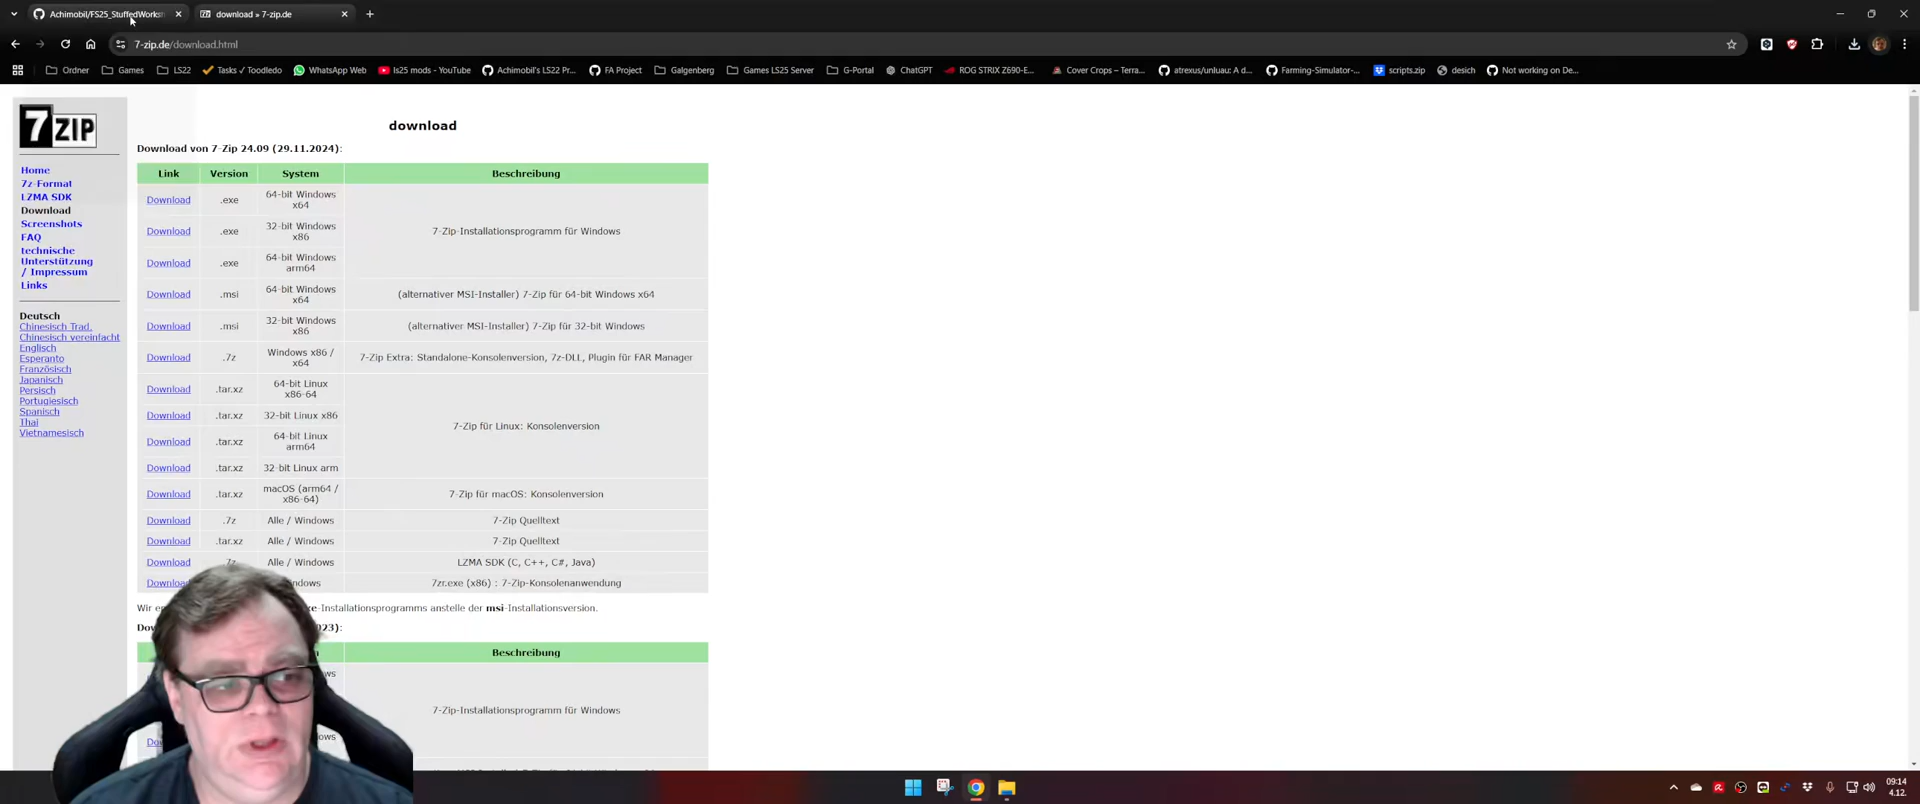 Achimobil/FS25_StuffedWorksh
download » 7-zip.de
7-zip.de/download.html
Ordner
Games
LS22
Tasks ✓ Toodledo
WhatsApp Web
ls25 mods - YouTube
Achimobil's LS22 Pr...
FA Project
Galgenberg
Games LS25 Server
G-Portal
ChatGPT
ROG STRIX Z690-E...
Cover Crops – Terra...
atrexus/unluau: A d...
Farming-Simulator-...
scripts.zip
desich
Not working on De...
7ZIP
Home
7z-Format
LZMA SDK
Download
Screenshots
FAQ
technische
Unterstützung
/ Impressum
Links
Deutsch
Chinesisch Trad.
Chinesisch vereinfacht
Englisch
Esperanto
Französisch
Japanisch
Persisch
Portugiesisch
Spanisch
Thai
Vietnamesisch
download
Download von 7-Zip 24.09 (29.11.2024):
Link Version System Beschreibung
Download .exe 64-bit Windows
x64
Download .exe 32-bit Windows
x86
7-Zip-Installationsprogramm für Windows
Download .exe 64-bit Windows
arm64
Download .msi 64-bit Windows
x64
(alternativer MSI-Installer) 7-Zip für 64-bit Windows x64
Download .msi 32-bit Windows
x86
(alternativer MSI-Installer) 7-Zip für 32-bit Windows
Download .7z Windows x86 /
x64
7-Zip Extra: Standalone-Konsolenversion, 7z-DLL, Plugin für FAR Manager
Download .tar.xz 64-bit Linux
x86-64
Download .tar.xz 32-bit Linux x86
7-Zip für Linux: Konsolenversion
Download .tar.xz 64-bit Linux
arm64
Download .tar.xz 32-bit Linux arm
Download .tar.xz macOS (arm64 /
x86-64)
7-Zip für macOS: Konsolenversion
Download .7z Alle / Windows 7-Zip Quelltext
Download .tar.xz Alle / Windows 7-Zip Quelltext
Download .7z Alle / Windows LZMA SDK (C, C++, C#, Java)
7zr.exe (x86) : 7-Zip-Konsolenanwendung
Wir -Installationsprogramms anstelle der msi-Installationsversion.
Beschreibung
7-Zip-Installationsprogramm für Windows
09:14
4.12.